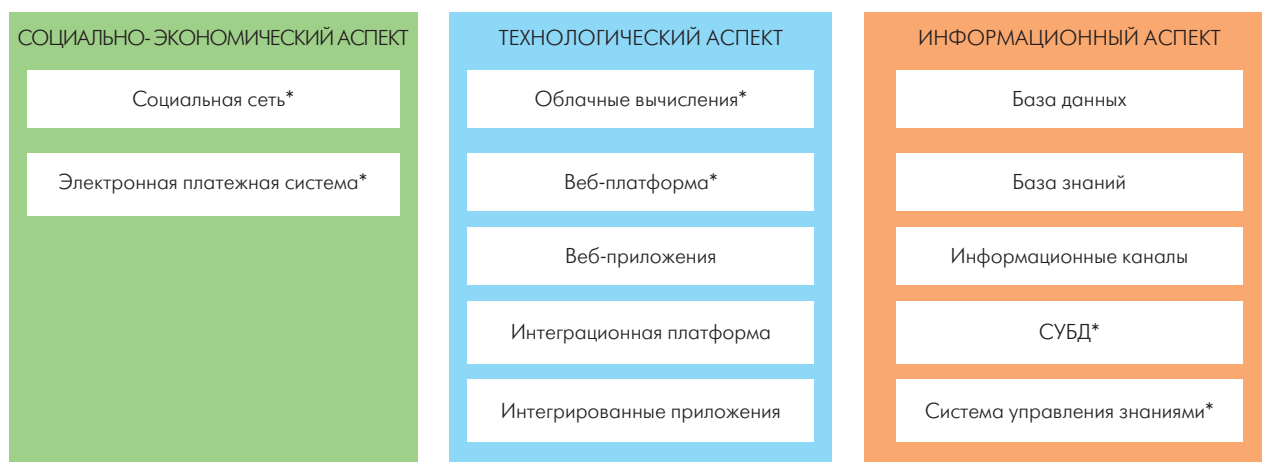 СОЦИАЛЬНО- ЭКОНОМИЧЕСКИЙ АСПЕКТ
Социальная сеть*
Электронная платежная система*
ТЕХНОЛОГИЧЕСКИЙ АСПЕКТ
Облачные вычисления*
Веб-платформа*
Веб-приложения
Интеграционная платформа
Интегрированные приложения
ИНФОРМАЦИОННЫЙ АСПЕКТ
База данных
База знаний
Информационные каналы
СУБД*
Система управления знаниями*